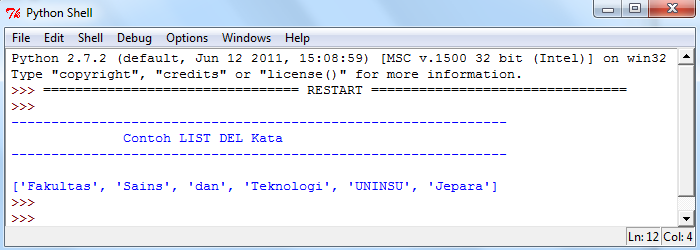 Python Shell
File Edit Shell Debug Options Windows Help
Python 2.7.2 (default, Jun 12 2011, 15:08:59) [MSC v.1500 32 bit (Intel)] on win32
Type "copyright", "credits" or "license()" for more information.
>>> ================================ RESTART ================================
>>>
--------------------------------------------------------------
Contoh LIST DEL Kata
--------------------------------------------------------------
['Fakultas', 'Sains', 'dan', 'Teknologi', 'UNINSU', 'Jepara']
>>>
>>>
Ln: 12 Col: 4